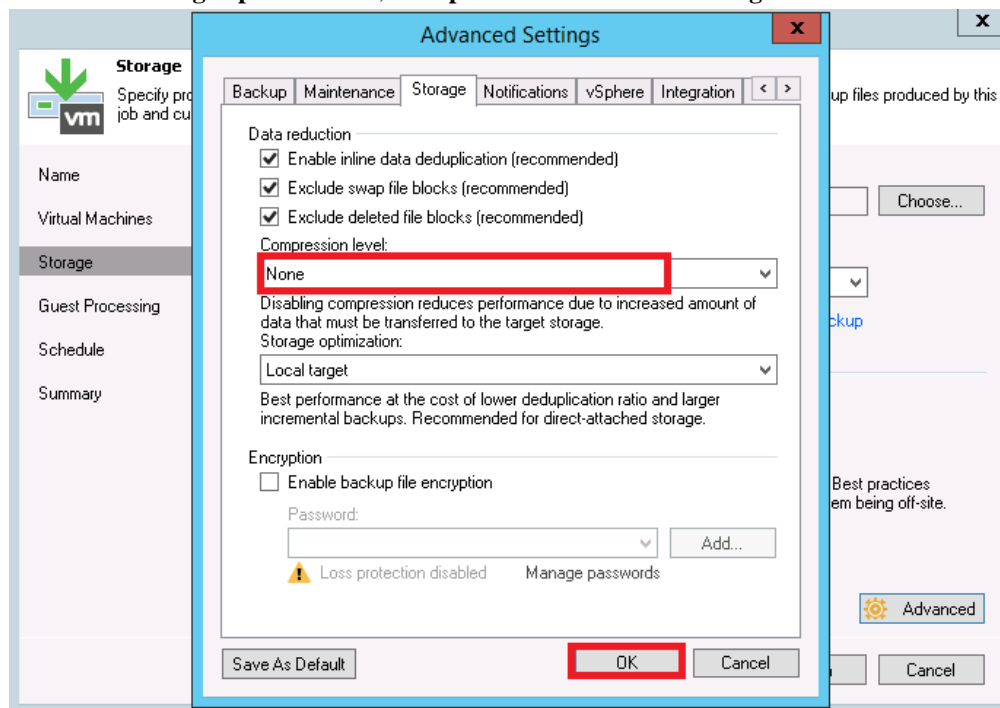 Advanced Settings
x
x
Storage
Specify pro
job and cu
up files produced by this
vm
Backup Maintenance Storage Notifications vSphere Integration < >
Data reduction
Enable inline data deduplication (recommended)
Exclude swap file blocks (recommended)
Exclude deleted file blocks (recommended)
Compression level:
None
Disabling compression reduces performance due to increased amount of
data that must be transferred to the target storage.
Storage optimization:
Local target
Best performance at the cost of lower deduplication ratio and larger
incremental backups. Recommended for direct-attached storage.
Encryption
Enable backup file encryption
Password:
Add...
Loss protection disabled Manage passwords
Save As Default OK Cancel
Name
Virtual Machines
Storage
Guest Processing
Schedule
Summary
Choose...
ckup
Best practices
em being off-site.
Advanced
Cancel